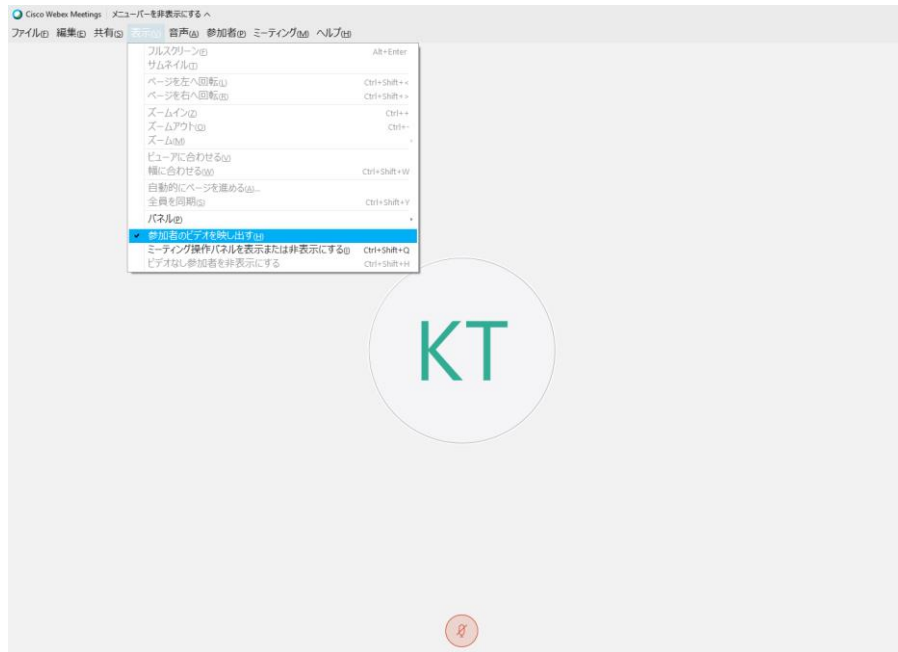 Cisco Webex Meetings メニューバーを非表示にする
ファイル(F) 編集(E) 共有(S) 表示(V) 音声(A) 参加者(P) ミーティング(M) ヘルプ(H)
フルスクリーン(F) Alt+Enter
サムネイル(T)
ページを左へ回転(L) Ctrl+Shift+<
ページを右へ回転(R) Ctrl+Shift+>
ズームイン(Z) Ctrl++
ズームアウト(O) Ctrl+-
ズーム(M)
ビューアに合わせる(V)
幅に合わせる(W) Ctrl+Shift+W
自動的にページを進める(A)...
全員を同期(S) Ctrl+Shift+Y
パネル(P)
参加者のビデオを映し出す(H)
ミーティング操作パネルを表示または非表示にする(I) Ctrl+Shift+Q
ビデオなし参加者を非表示にする Ctrl+Shift+H
KT